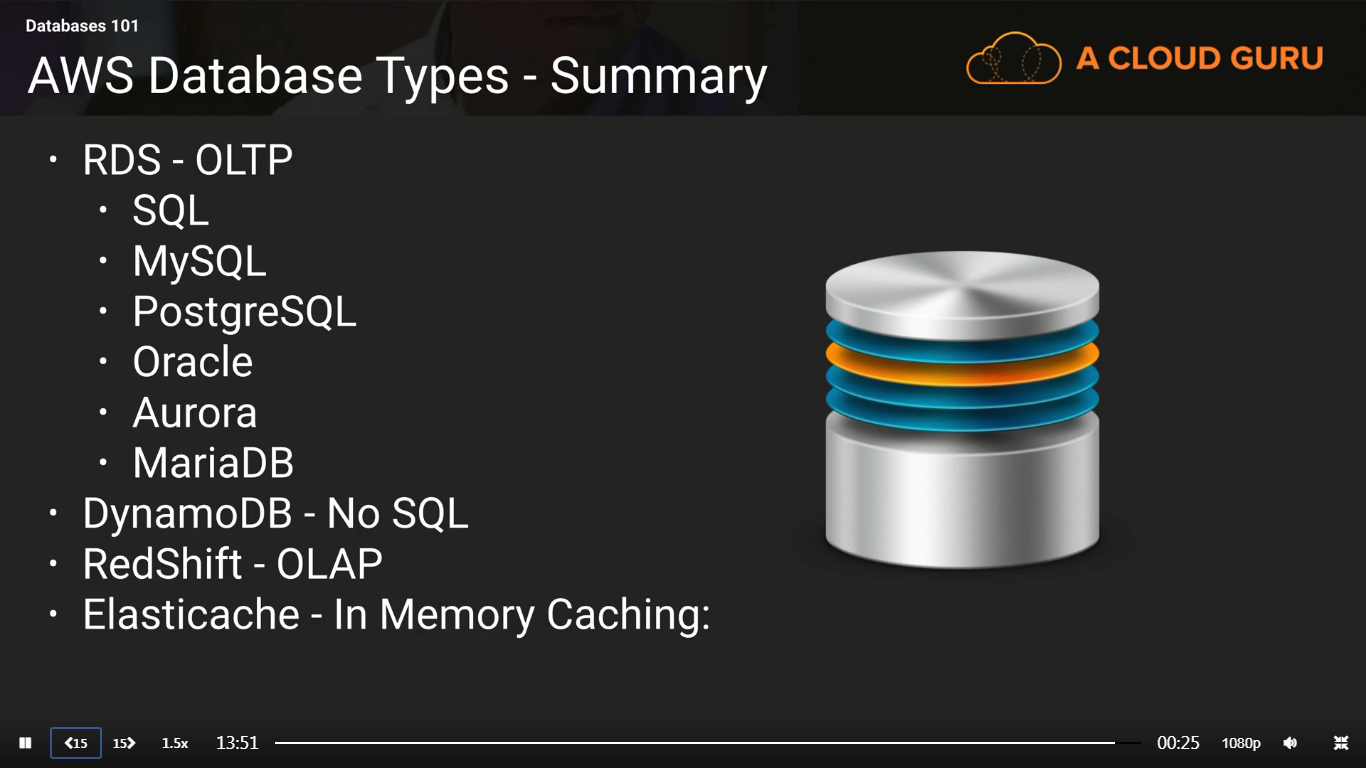 Databases 101
AWS Database Types - Summary
A CLOUD GURU
• RDS - OLTP
• SQL
• MySQL
• PostgreSQL
• Oracle
• Aurora
• MariaDB
• DynamoDB - No SQL
• RedShift - OLAP
• Elasticache - In Memory Caching:
15 15 1.5x 13:51 00:25 1080p